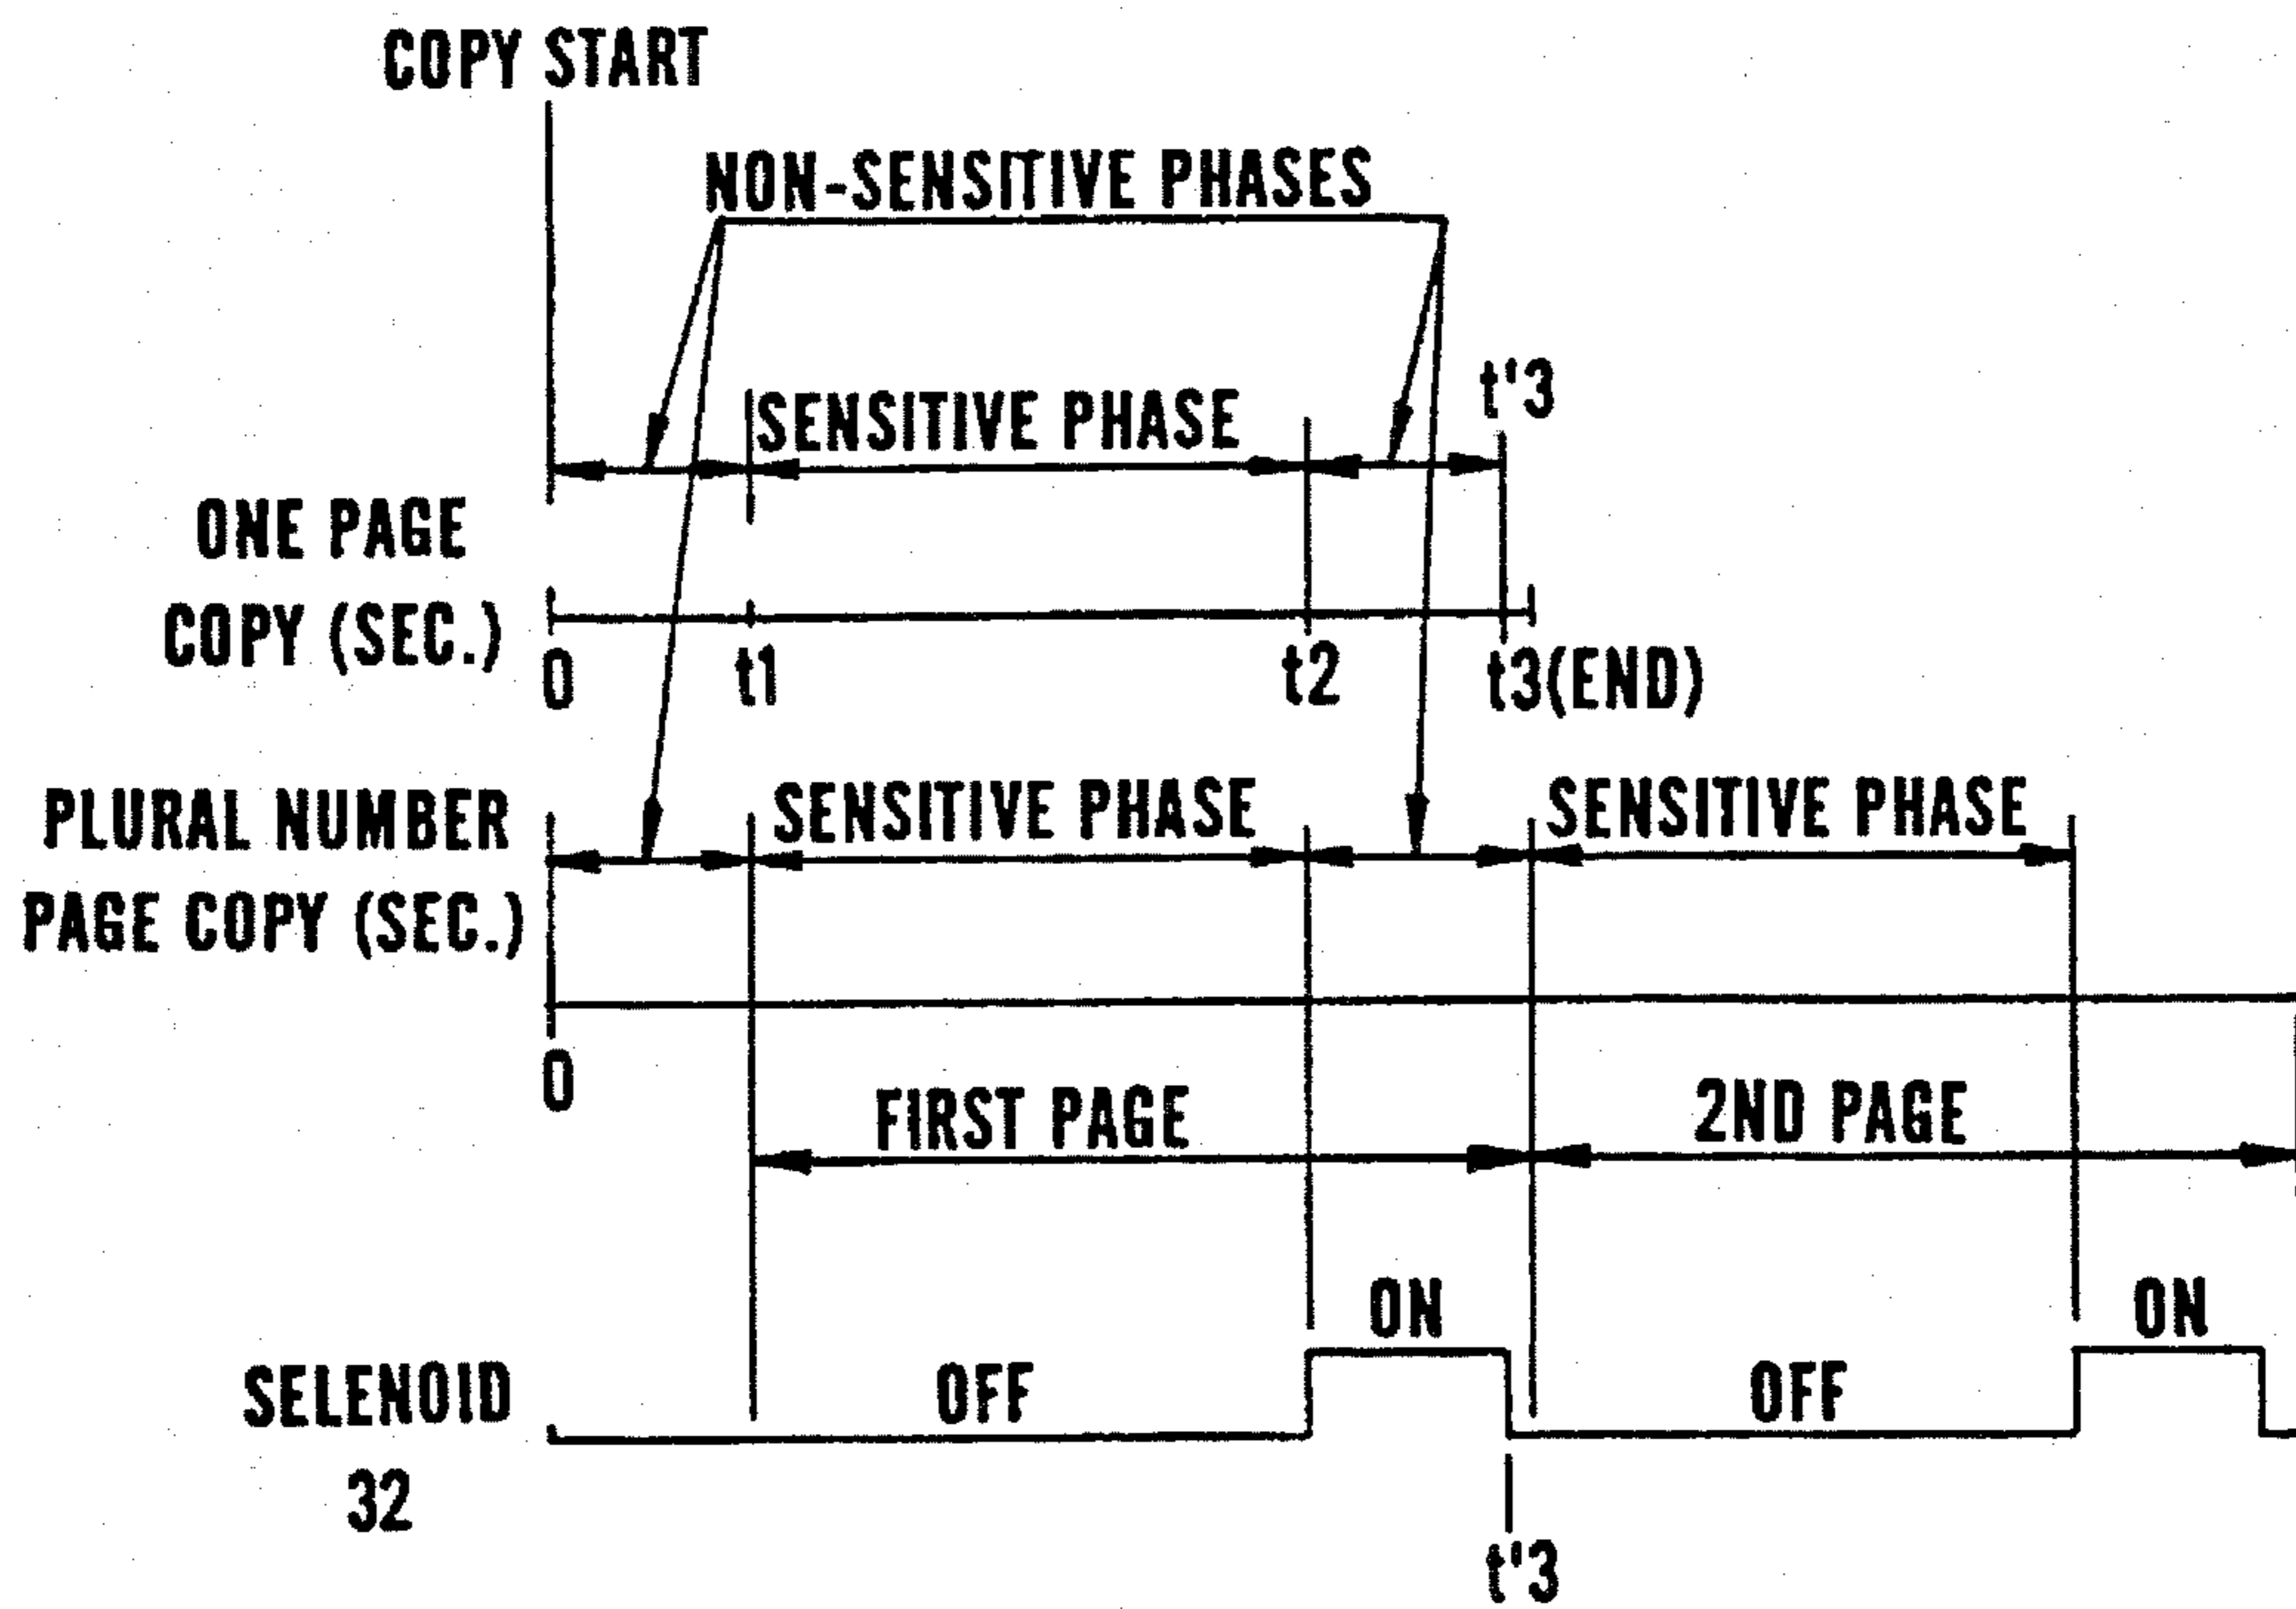 COPY START
NON-SENSITIVE PHASES
SENSITIVE PHASE
t'3
ONE PAGE
COPY (SEC.)
0
t1
t2
t3(END)
PLURAL NUMBER
PAGE COPY (SEC.)
SENSITIVE PHASE
SENSITIVE PHASE
0
FIRST PAGE
2ND PAGE
ON
ON
SELENOID
32
OFF
OFF
t'3